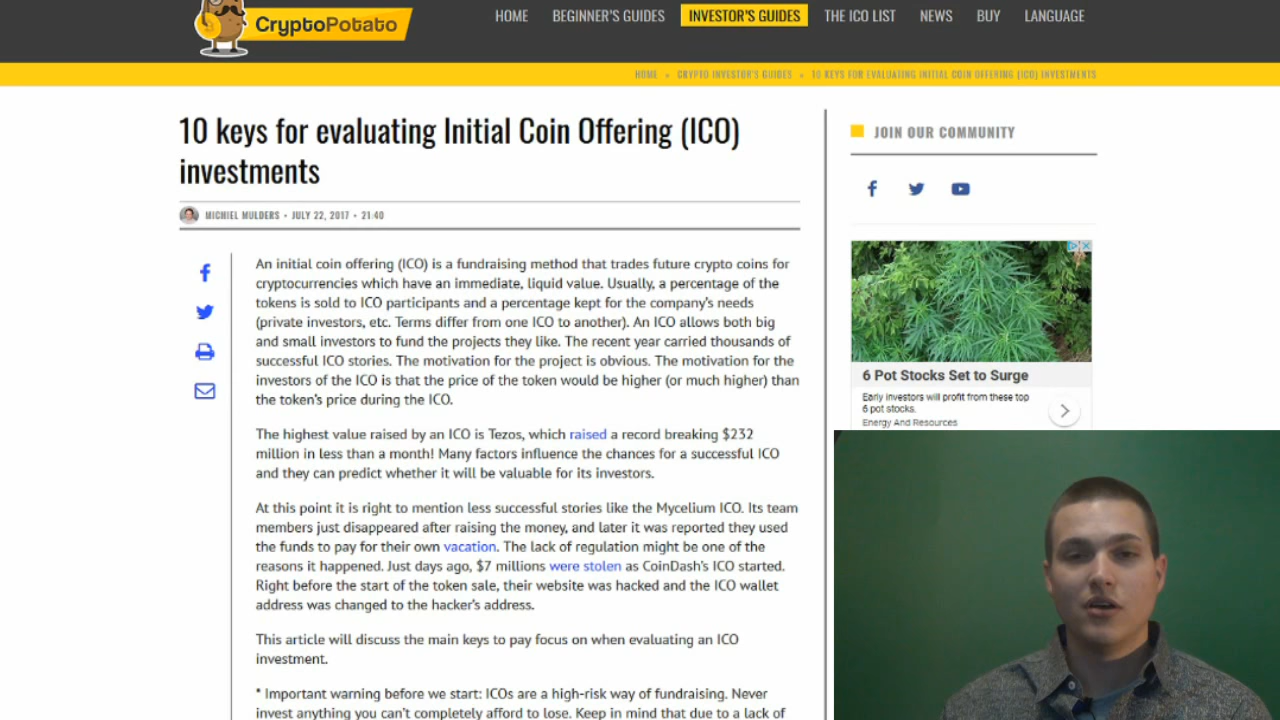 CryptoPotato
HOME BEGINNER'S GUIDES INVESTOR'S GUIDES THE ICO LIST NEWS BUY LANGUAGE
HOME » CRYPTO INVESTOR'S GUIDES » 10 KEYS FOR EVALUATING INITIAL COIN OFFERING (ICO) INVESTMENTS
10 keys for evaluating Initial Coin Offering (ICO)
investments
MICHIEL MULDERS • JULY 22, 2017 • 21:40
An initial coin offering (ICO) is a fundraising method that trades future crypto coins for
cryptocurrencies which have an immediate, liquid value. Usually, a percentage of the
tokens is sold to ICO participants and a percentage kept for the company's needs
(private investors, etc. Terms differ from one ICO to another). An ICO allows both big
and small investors to fund the projects they like. The recent year carried thousands of
successful ICO stories. The motivation for the project is obvious. The motivation for the
investors of the ICO is that the price of the token would be higher (or much higher) than
the token's price during the ICO.
The highest value raised by an ICO is Tezos, which raised a record breaking $232
million in less than a month! Many factors influence the chances for a successful ICO
and they can predict whether it will be valuable for its investors.
At this point it is right to mention less successful stories like the Mycelium ICO. Its team
members just disappeared after raising the money, and later it was reported they used
the funds to pay for their own vacation. The lack of regulation might be one of the
reasons it happened. Just days ago, $7 millions were stolen as CoinDash's ICO started.
Right before the start of the token sale, their website was hacked and the ICO wallet
address was changed to the hacker's address.
This article will discuss the main keys to pay focus on when evaluating an ICO
investment.
* Important warning before we start: ICOs are a high-risk way of fundraising. Never
invest anything you can't completely afford to lose. Keep in mind that due to a lack of
JOIN OUR COMMUNITY
6 Pot Stocks Set to Surge
Early investors will profit from these top
6 pot stocks.
Energy And Resources